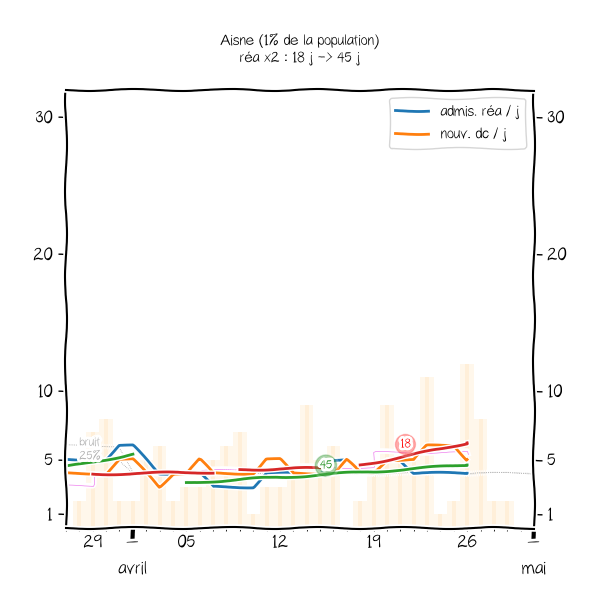 Aisne (1% de la population)
réa x2 : 18 j -> 45 j
admis. réa / j
nouv. dc / j
30
30
20
20
10
10
18
bruit
25%
45
5
5
1
1
29
05
12
19
26
avril
mai